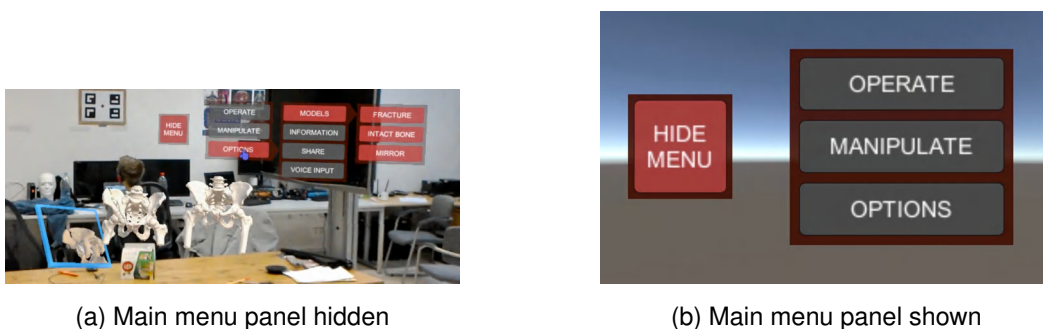 HIDE
MENU
OPERATE
MANIPULATE
OPTIONS
MODELS
INFORMATION
SHARE
VOICE INPUT
FRACTURE
INTACT BONE
MIRROR
HIDE
MENU
OPERATE
MANIPULATE
OPTIONS
(a) Main menu panel hidden
(b) Main menu panel shown